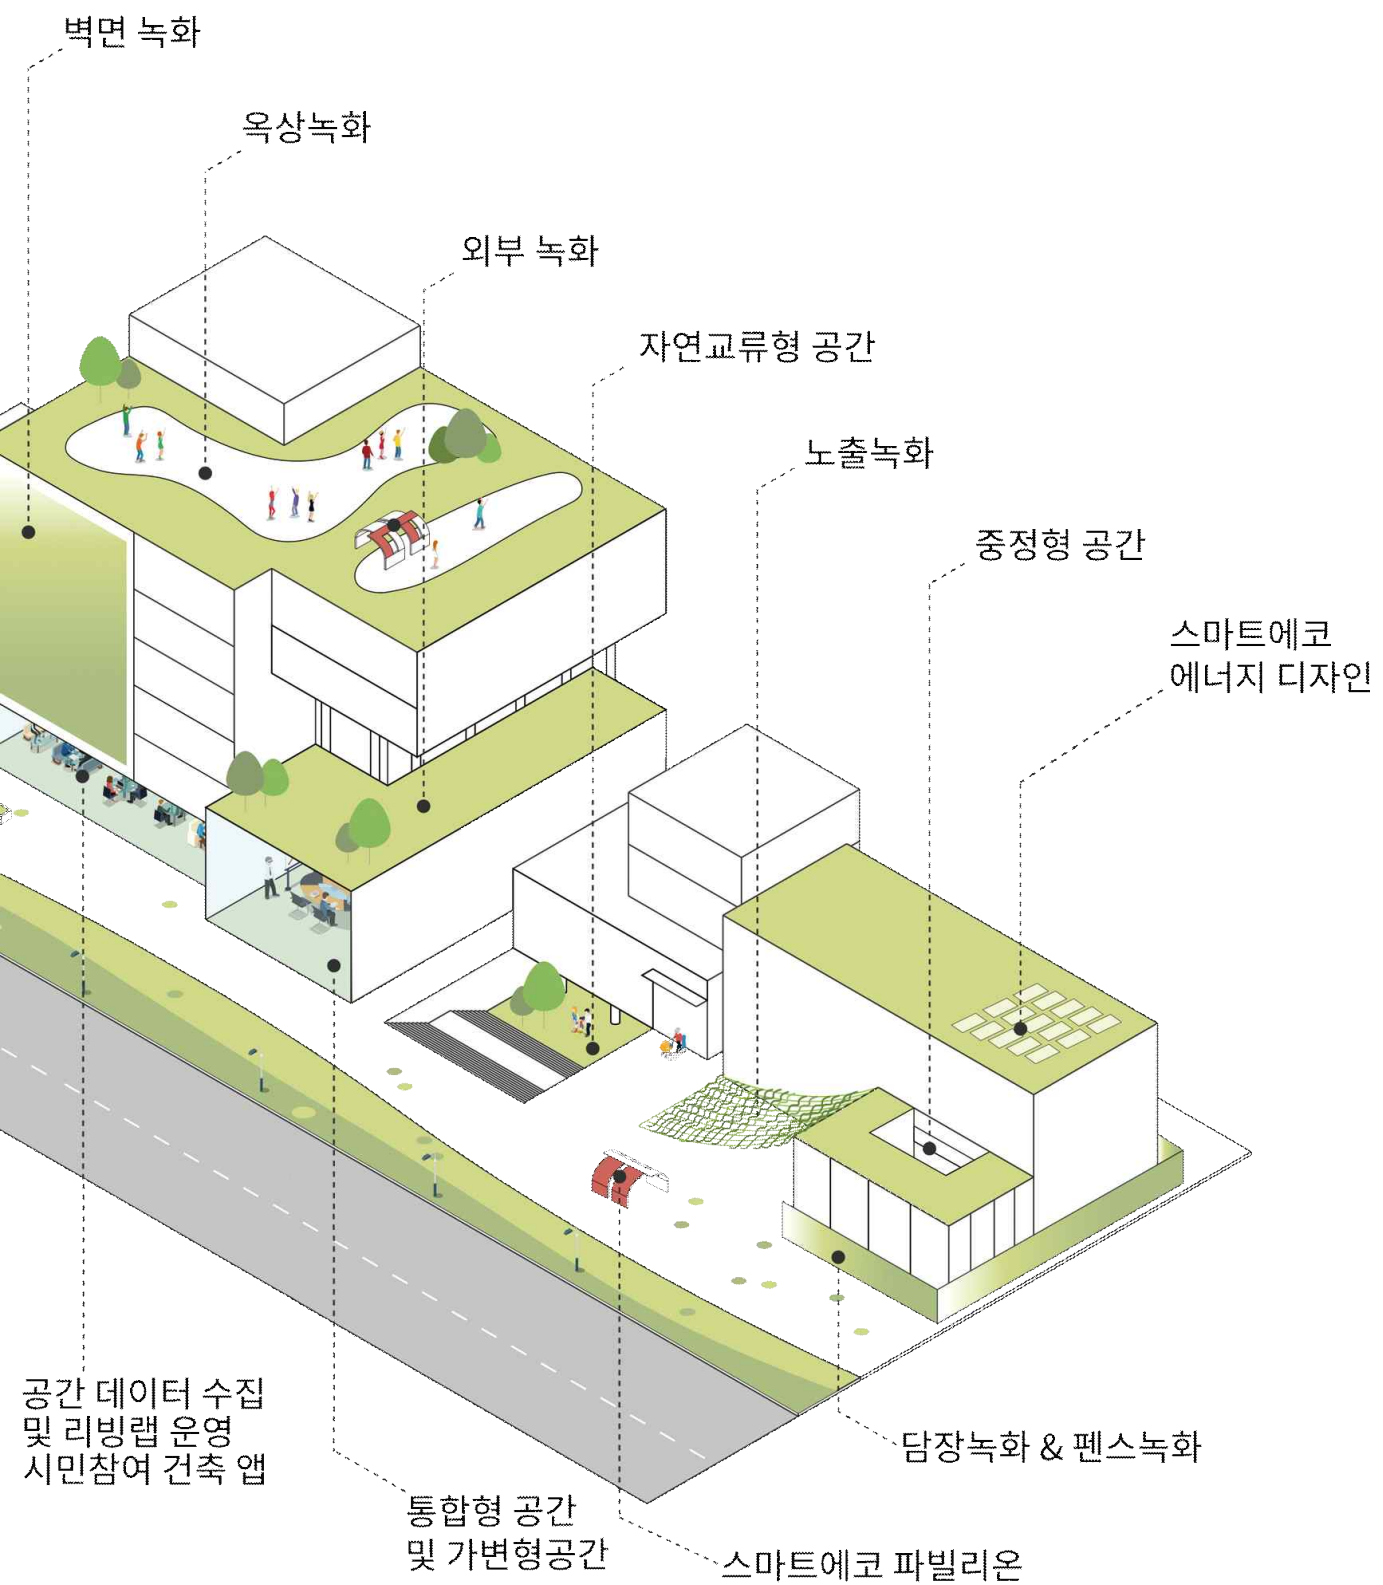 벽면 녹화
옥상녹화
외부 녹화
자연교류형 공간
노출녹화
중정형 공간
스마트에코
에너지 디자인
공간 데이터 수집
및 리빙랩 운영
시민참여 건축 앱
담장녹화 & 펜스녹화
통합형 공간
및 가변형공간
스마트에코 파빌리온